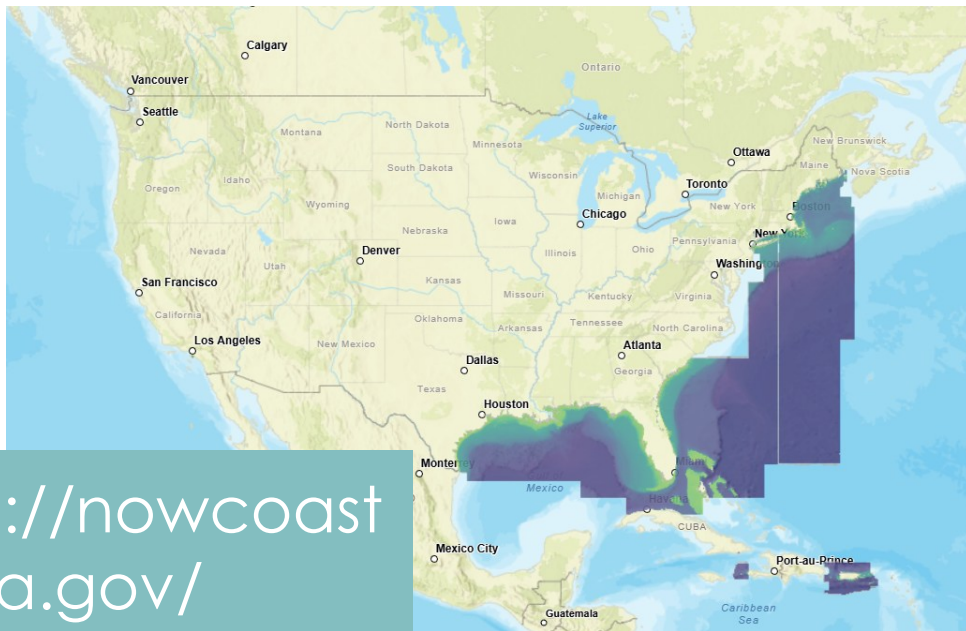 Calgary
Ontario
Vancouver
Seattle
Lake
Superior
Montana
North Dakota
Minnesota
Ottawa
New Brunswick
Maine
Nova Scotia
Oregon
Idaho
South Dakota
Wisconsin
Michigan
Toronto
Wyoming
New York
Boston
Chicago
Iowa
Nebraska
New York
Pennsylvania
Nevada
Utah
Denver
Illinois
Ohio
Washington
San Francisco
Kansas
Missouri
Kentucky
Virginia
California
Oklahoma
Arkansas
Tennessee
North Carolina
Los Angeles
New Mexico
Atlanta
Dallas
Georgia
Texas
Houston
Monterrey
Miami
Mexico
Havana
CUBA
://nowcoast
a.gov/
Mexico City
Port-au-Prince
Guatemala
Caribbean
Sea